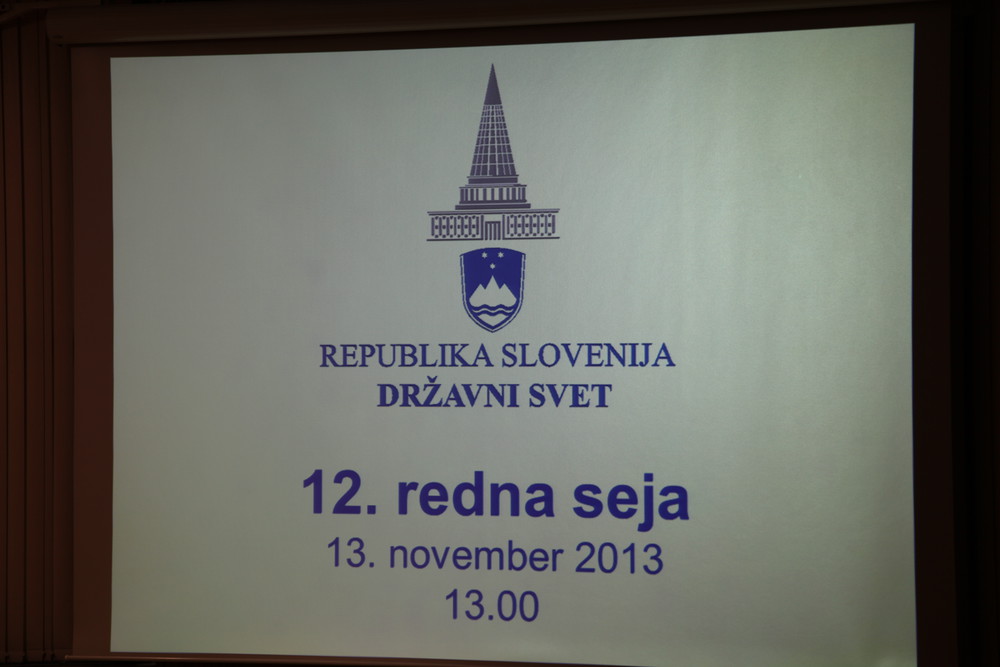 REPUBLIKA SLOVENIJA
DRŽAVNI SVET
12. redna seja
13. november 2013
13.00